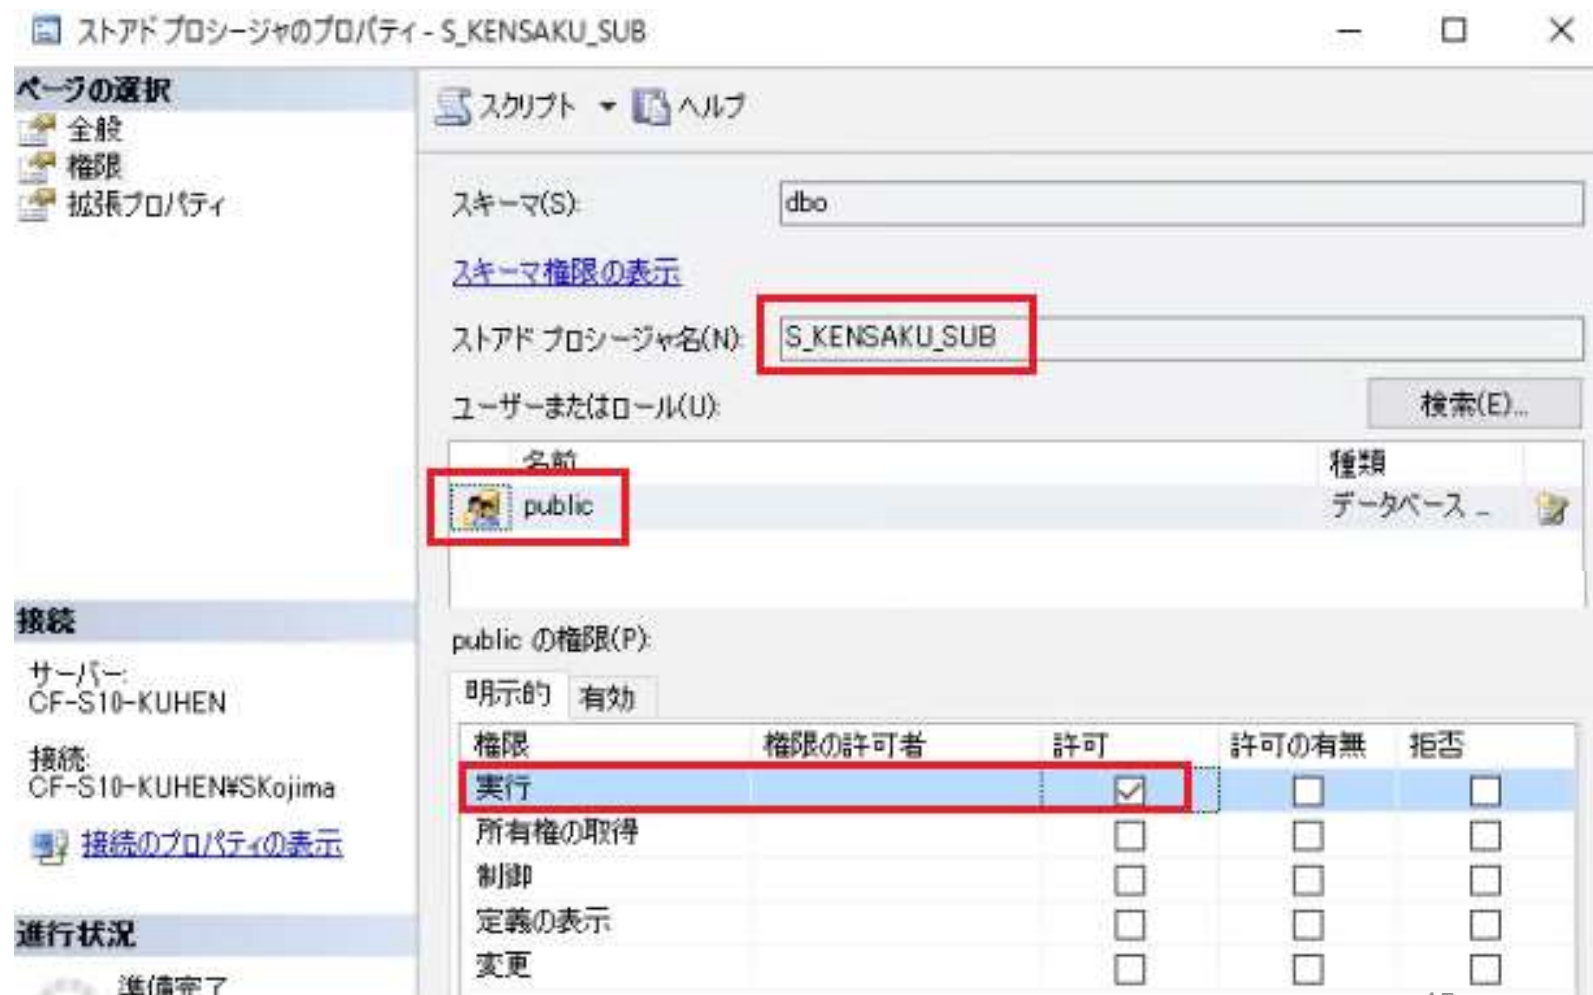 ストアド プロシージャのプロパティ - S_KENSAKU_SUB
ページの選択
全般
権限
拡張プロパティ
スクリプト ヘルプ
スキーマ(S):
dbo
スキーマ権限の表示
ストアド プロシージャ名(N):
S_KENSAKU_SUB
ユーザーまたはロール(U):
検索(E)...
名前 種類
public データベース ...
接続
サーバー:
CF-S10-KUHEN
接続:
CF-S10-KUHEN¥SKojima
接続のプロパティの表示
進行状況
準備完了
public の権限(P):
明示的 有効
権限 権限の許可者 許可 許可の有無 拒否
実行
所有権の取得
制御
定義の表示
変更